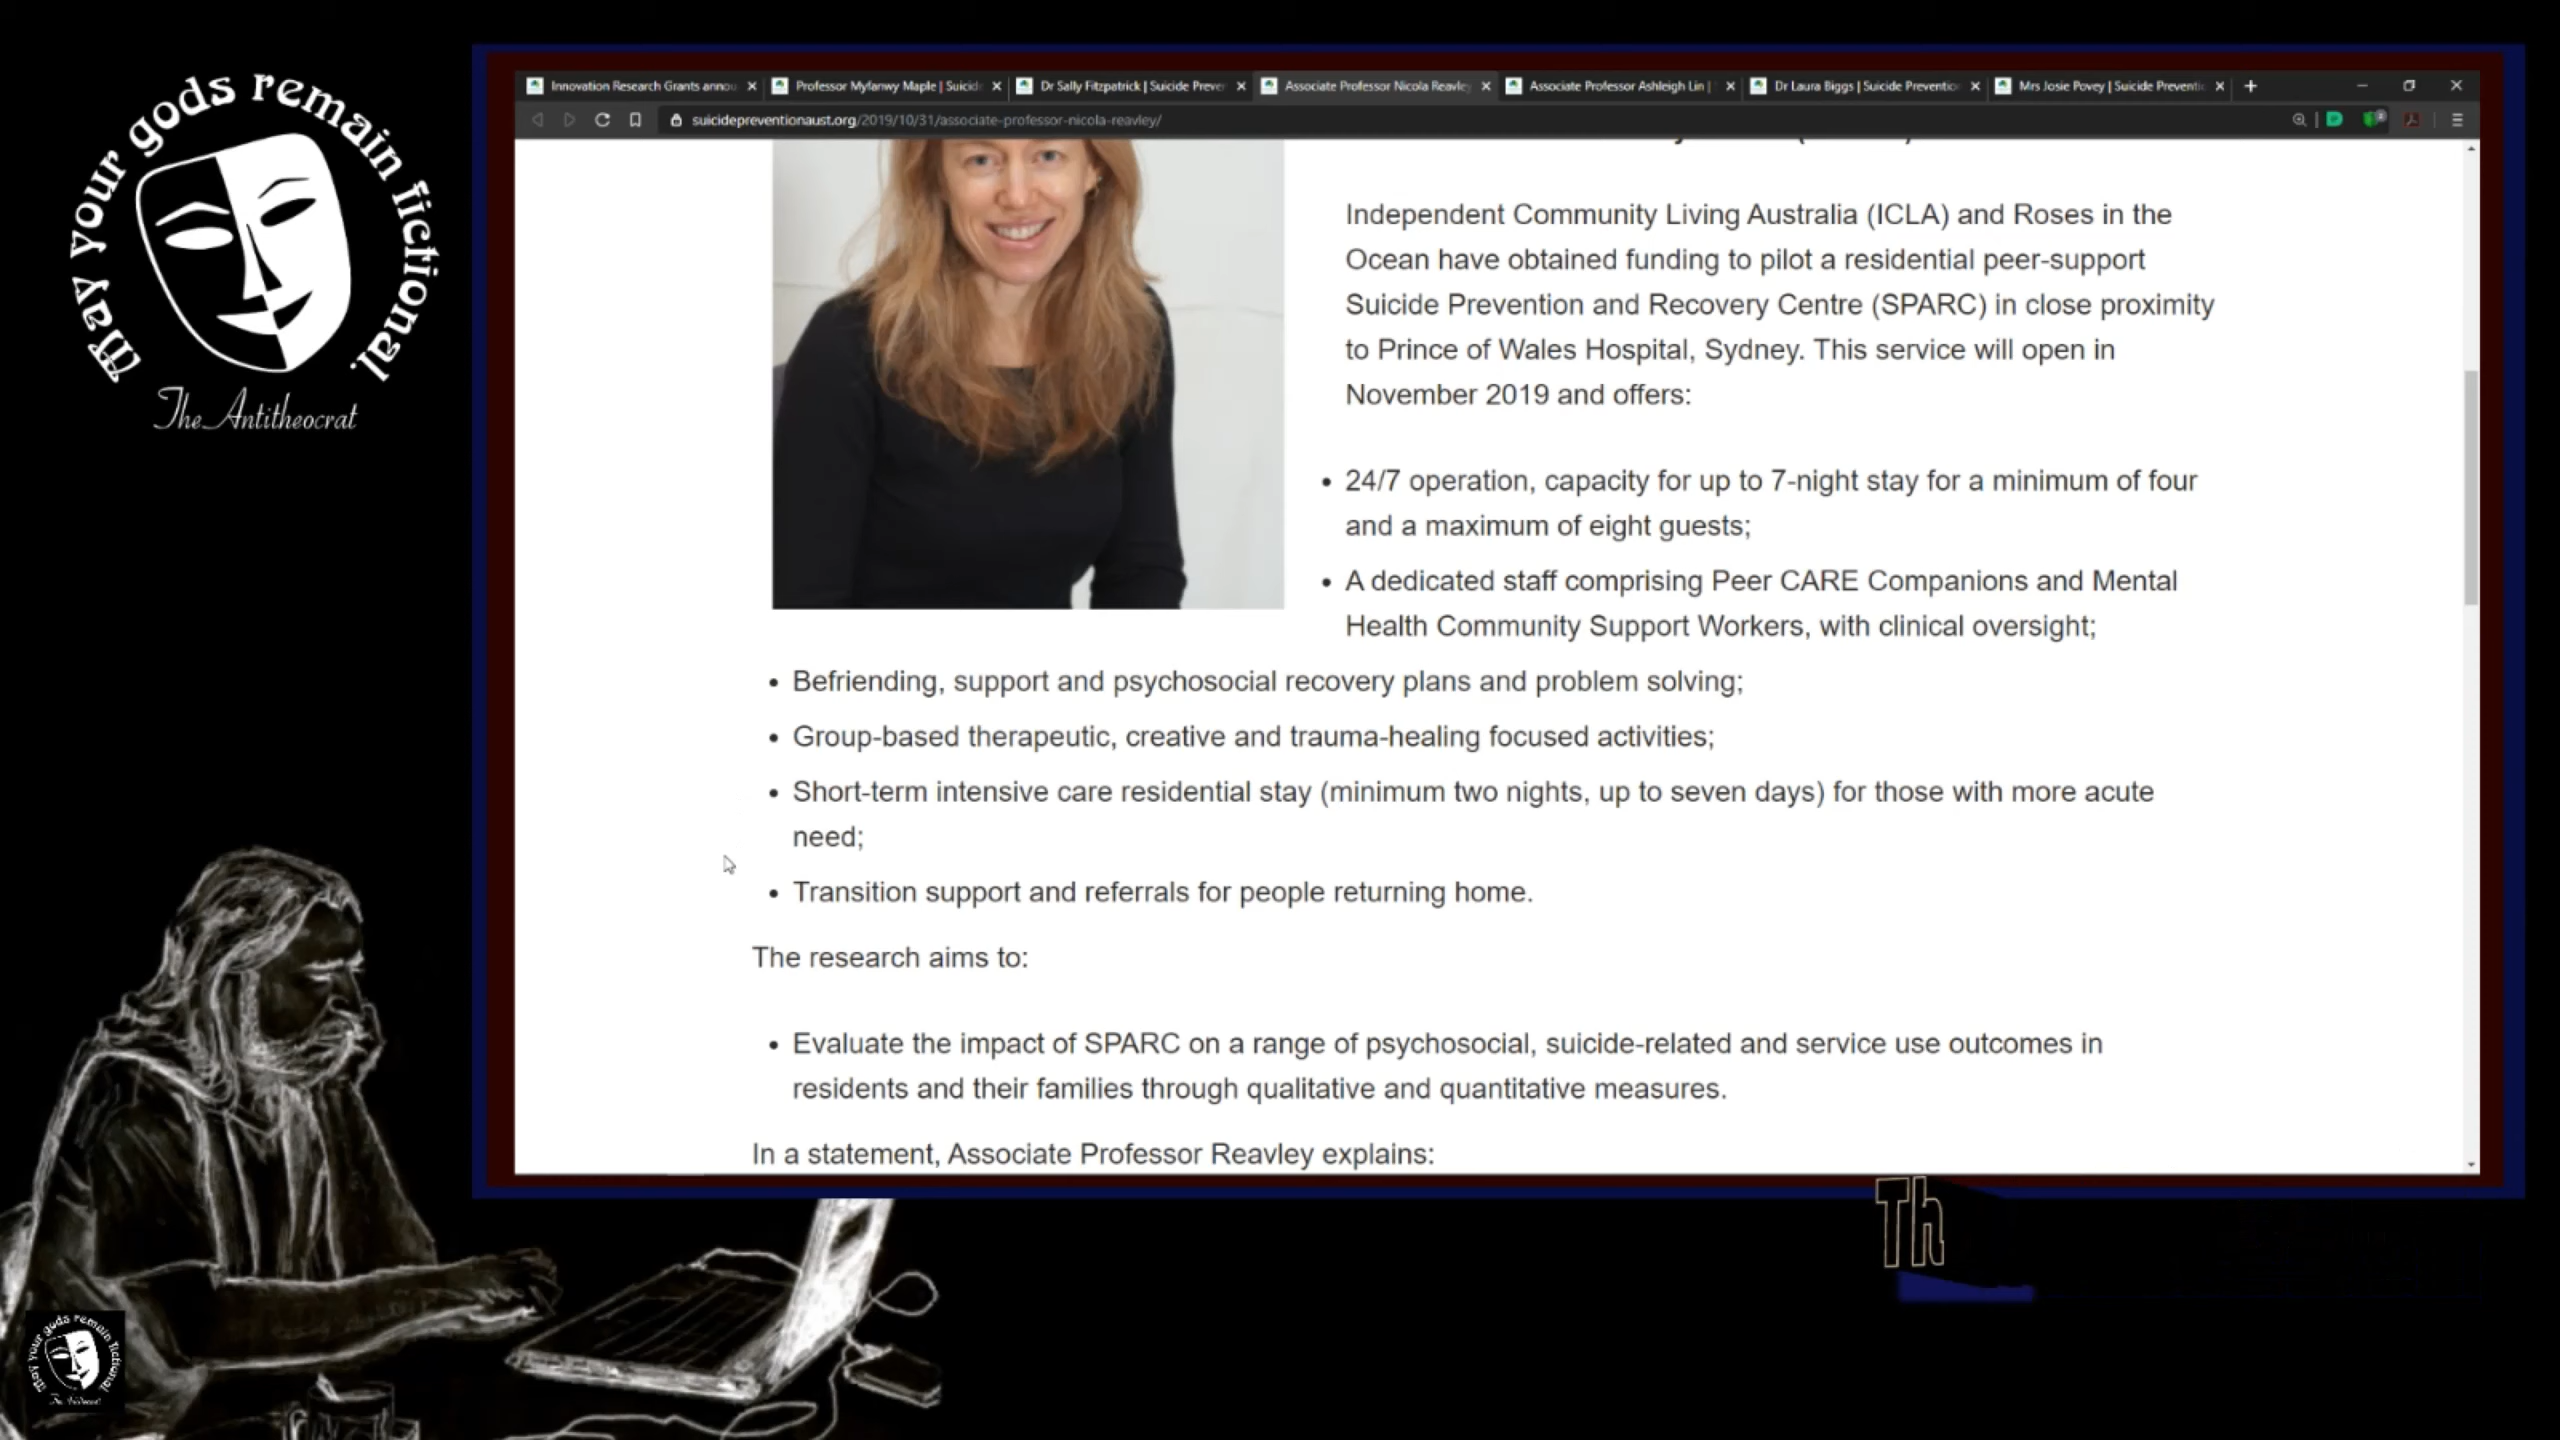 May your gods remain fictional.
The Antitheocrat
Innovation Research Grants annou
Professor Myfanwy Maple | Suicid
Dr Sally Fitzpatrick | Suicide Preve
Associate Professor Nicola Reavley
Associate Professor Ashleigh Lin |
Dr Laura Biggs | Suicide Preventio
Mrs Josie Povey | Suicide Preventi
suicidepreventionaust.org/2019/10/31/associate-professor-nicola-reavley/
Independent Community Living Australia (ICLA) and Roses in the
Ocean have obtained funding to pilot a residential peer-support
Suicide Prevention and Recovery Centre (SPARC) in close proximity
to Prince of Wales Hospital, Sydney. This service will open in
November 2019 and offers:
• 24/7 operation, capacity for up to 7-night stay for a minimum of four
and a maximum of eight guests;
• A dedicated staff comprising Peer CARE Companions and Mental
Health Community Support Workers, with clinical oversight;
• Befriending, support and psychosocial recovery plans and problem solving;
• Group-based therapeutic, creative and trauma-healing focused activities;
• Short-term intensive care residential stay (minimum two nights, up to seven days) for those with more acute
need;
• Transition support and referrals for people returning home.
The research aims to:
• Evaluate the impact of SPARC on a range of psychosocial, suicide-related and service use outcomes in
residents and their families through qualitative and quantitative measures.
In a statement, Associate Professor Reavley explains:
Th
May your gods remain fictional.
The Antitheocrat